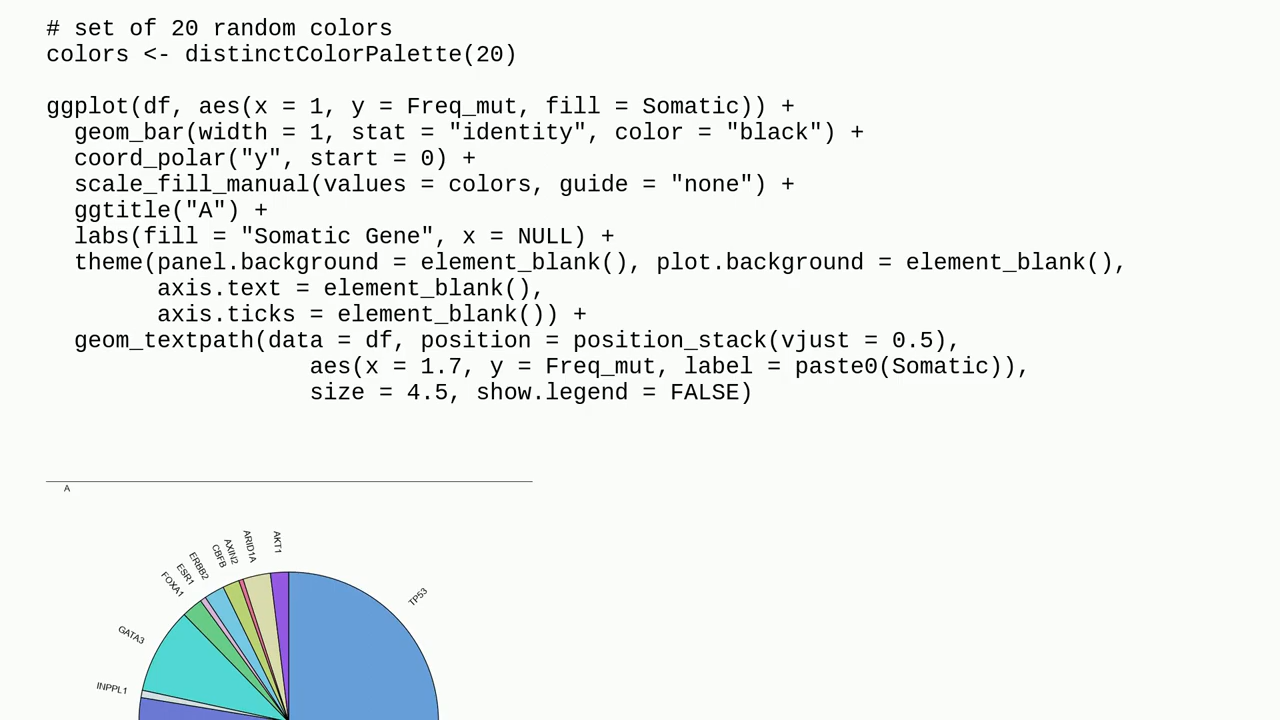 # set of 20 random colors
colors <- distinctColorPalette(20)

ggplot(df, aes(x = 1, y = Freq_mut, fill = Somatic)) +
  geom_bar(width = 1, stat = "identity", color = "black") +
  coord_polar("y", start = 0) +
  scale_fill_manual(values = colors, guide = "none") +
  ggtitle("A") +
  labs(fill = "Somatic Gene", x = NULL) +
  theme(panel.background = element_blank(), plot.background = element_blank(),
        axis.text = element_blank(),
        axis.ticks = element_blank()) +
  geom_textpath(data = df, position = position_stack(vjust = 0.5),
                   aes(x = 1.7, y = Freq_mut, label = paste0(Somatic)),
                   size = 4.5, show.legend = FALSE)
A
AKT1
ARID1A
AXIN2
CBFB
ERBB2
ESR1
FOXA1
TP53
GATA3
INPPL1